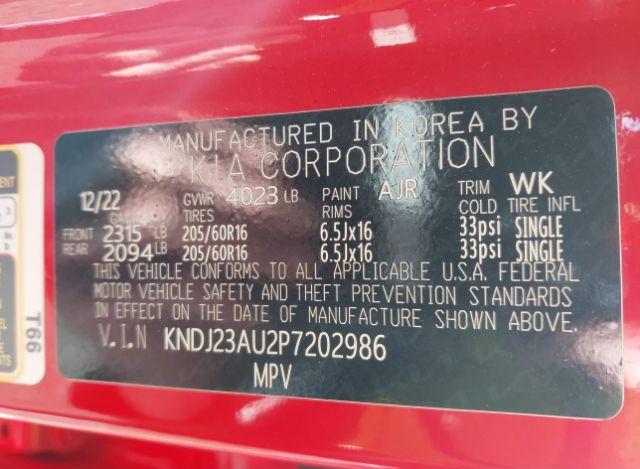 MANUFACTURED IN KOREA BY
KIA CORPORATION
12/22 GVWR 4023 LB PAINT AJR TRIM WK
TIRES RIMS COLD TIRE INFL
FRONT 2315 LB 205/60R16 6.5Jx16 33psi SINGLE
REAR 2094 LB 205/60R16 6.5Jx16 33psi SINGLE
THIS VEHICLE CONFORMS TO ALL APPLICABLE U.S.A. FEDERAL
MOTOR VEHICLE SAFETY AND THEFT PREVENTION STANDARDS
IN EFFECT ON THE DATE OF MANUFACTURE SHOWN ABOVE.
V.I.N KNDJ23AU2P7202986
MPV
T66
3